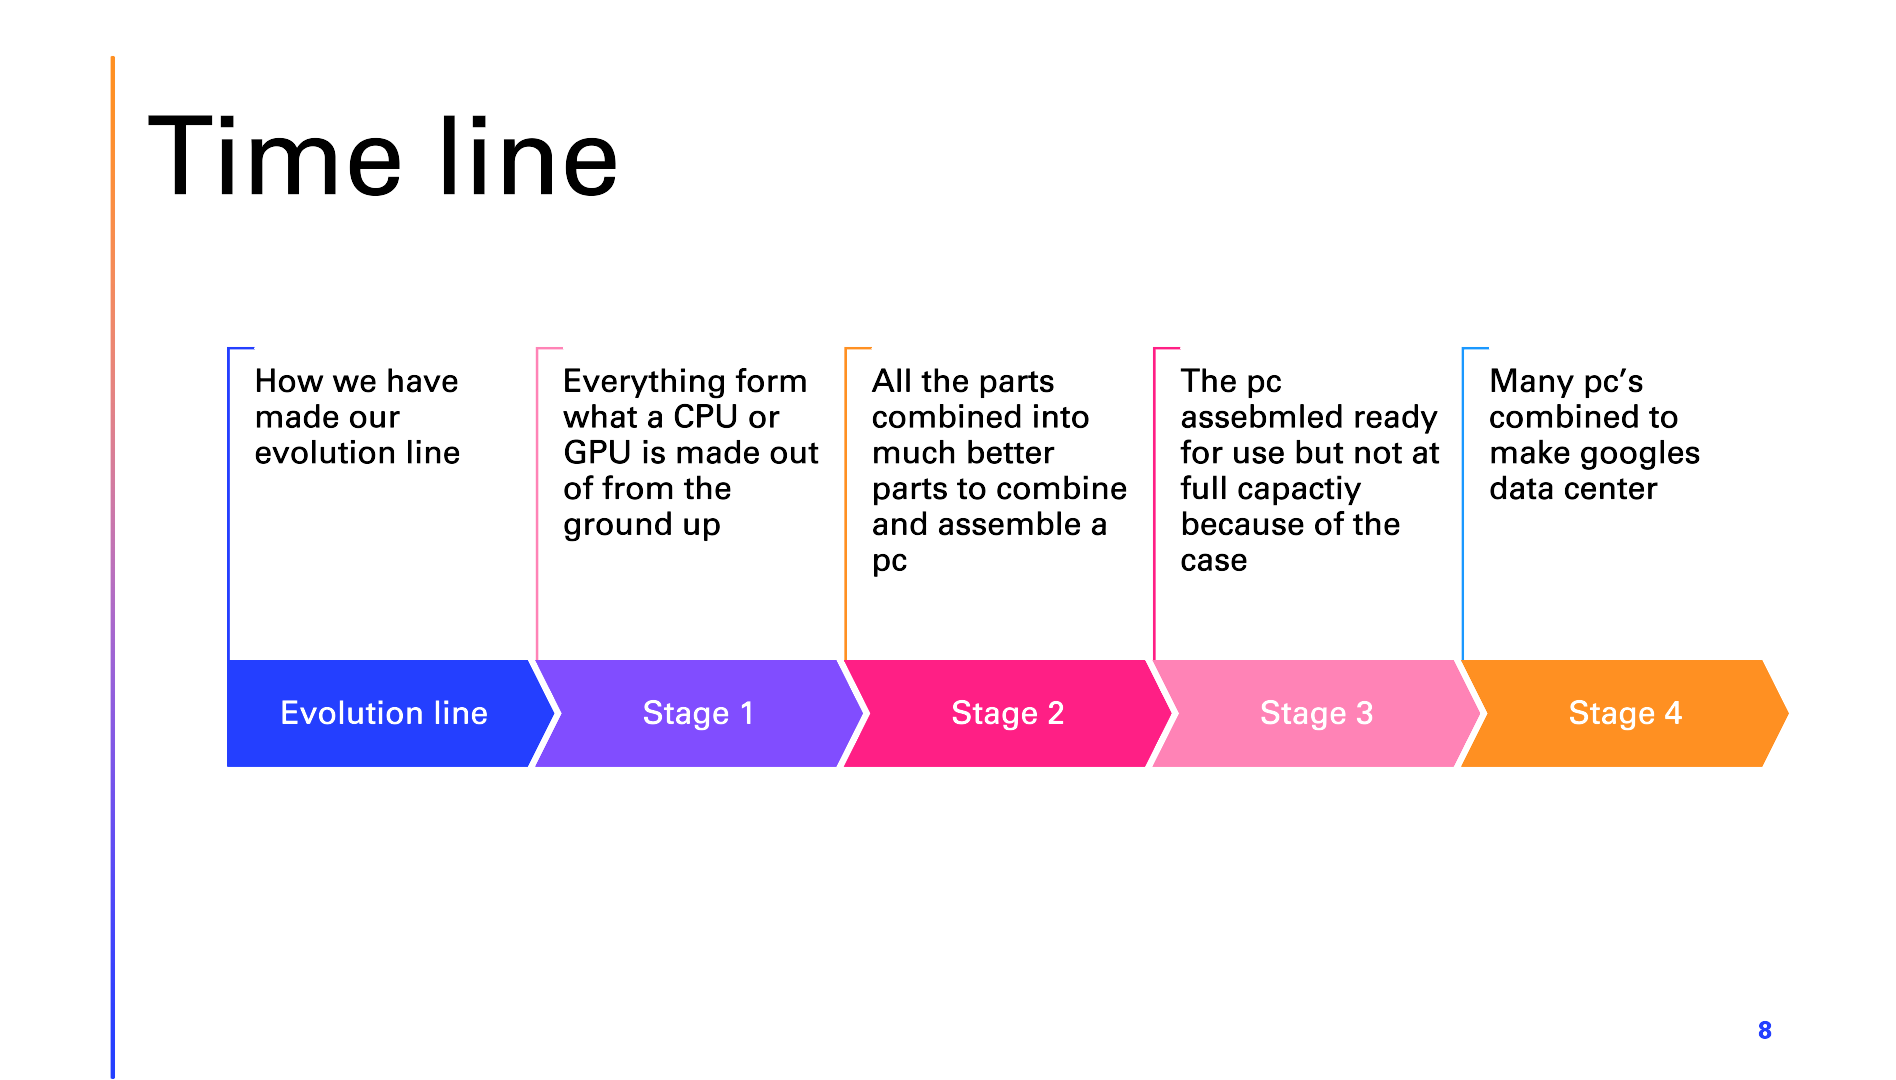 Time line
How we have
made our
evolution line
Everything form
what a CPU or
GPU is made out
of from the
ground up
All the parts
combined into
much better
parts to combine
and assemble a
pc
The pc
assebmled ready
for use but not at
full capactiy
because of the
case
Many pc’s
combined to
make googles
data center
Evolution line
Stage 1
Stage 2
Stage 3
Stage 4
8